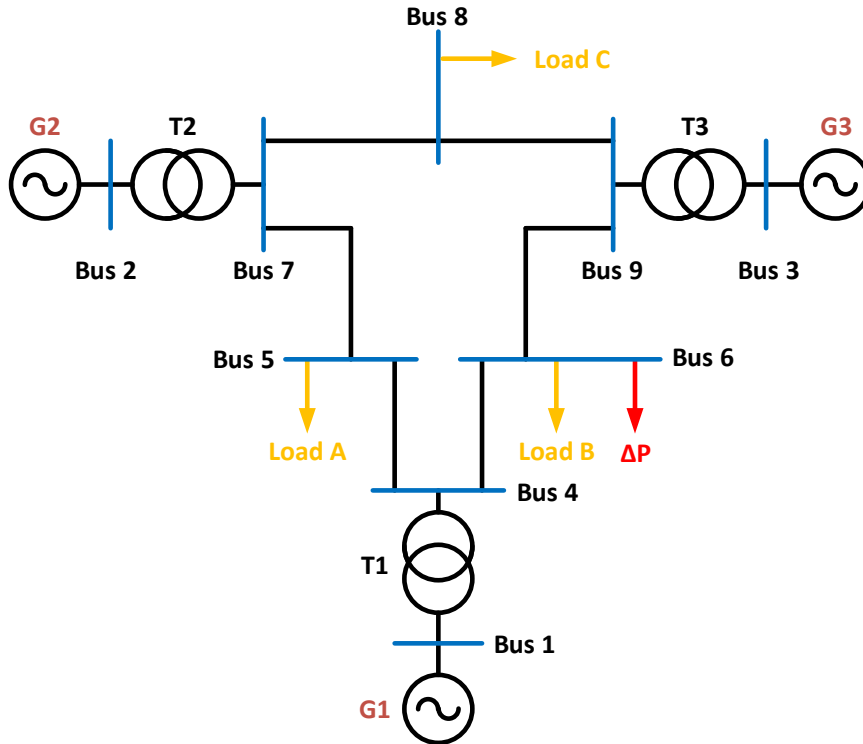 Bus 8
Load C
G2
T2
T3
G3
Bus 2
Bus 7
Bus 9
Bus 3
Bus 5
Bus 6
Load A
Load B
ΔP
Bus 4
T1
Bus 1
G1